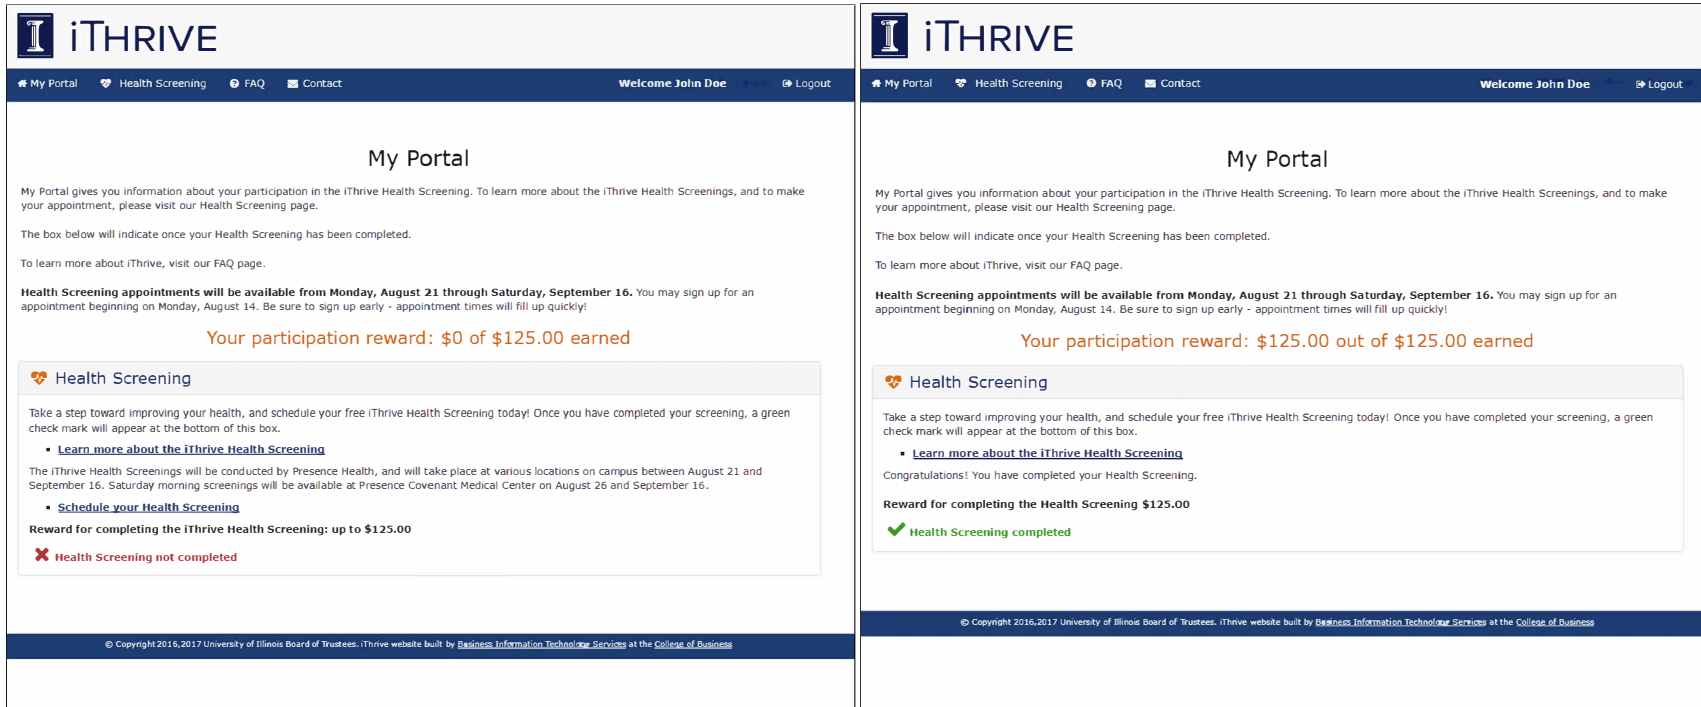 iTHRIVE
My Portal Health Screening FAQ Contact Welcome John Doe Logout
My Portal
My Portal gives you information about your participation in the iThrive Health Screening. To learn more about the iThrive Health Screenings, and to make
your appointment, please visit our Health Screening page.
The box below will indicate once your Health Screening has been completed.
To learn more about iThrive, visit our FAQ page.
Health Screening appointments will be available from Monday, August 21 through Saturday, September 16. You may sign up for an
appointment beginning on Monday, August 14. Be sure to sign up early - appointment times will fill up quickly!
Your participation reward: $0 of $125.00 earned
Health Screening
Take a step toward improving your health, and schedule your free iThrive Health Screening today! Once you have completed your screening, a green
check mark will appear at the bottom of this box.
Learn more about the iThrive Health Screening
The iThrive Health Screenings will be conducted by Presence Health, and will take place at various locations on campus between August 21 and
September 16. Saturday morning screenings will be available at Presence Covenant Medical Center on August 26 and September 16.
Schedule your Health Screening
Reward for completing the iThrive Health Screening: up to $125.00
Health Screening not completed
© Copyright 2016,2017 University of Illinois Board of Trustees. iThrive website built by Business Information Technology Services at the College of Business
iTHRIVE
My Portal Health Screening FAQ Contact Welcome John Doe Logout
My Portal
My Portal gives you information about your participation in the iThrive Health Screening. To learn more about the iThrive Health Screenings, and to make
your appointment, please visit our Health Screening page.
The box below will indicate once your Health Screening has been completed.
To learn more about iThrive, visit our FAQ page.
Health Screening appointments will be available from Monday, August 21 through Saturday, September 16. You may sign up for an
appointment beginning on Monday, August 14. Be sure to sign up early - appointment times will fill up quickly!
Your participation reward: $125.00 out of $125.00 earned
Health Screening
Take a step toward improving your health, and schedule your free iThrive Health Screening today! Once you have completed your screening, a green
check mark will appear at the bottom of this box.
Learn more about the iThrive Health Screening
Congratulations! You have completed your Health Screening.
Reward for completing the Health Screening $125.00
Health Screening completed
© Copyright 2016,2017 University of Illinois Board of Trustees. iThrive website built by Business Information Technology Services at the College of Business